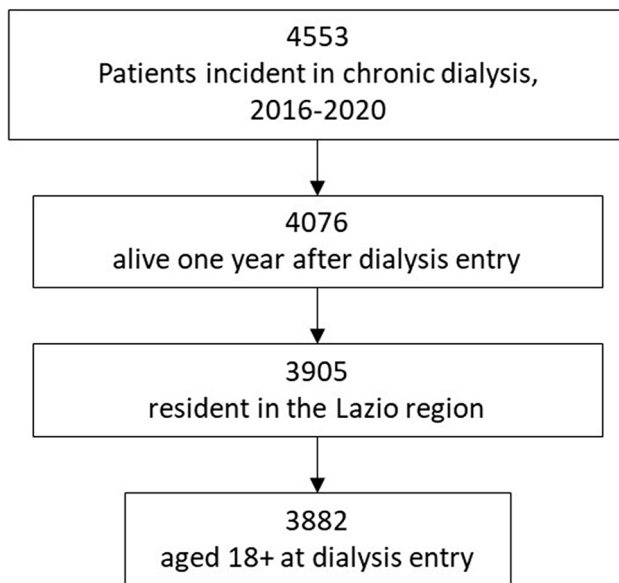 4553
Patients incident in chronic dialysis,
2016-2020
4076
alive one year after dialysis entry
3905
resident in the Lazio region
3882
aged 18+ at dialysis entry